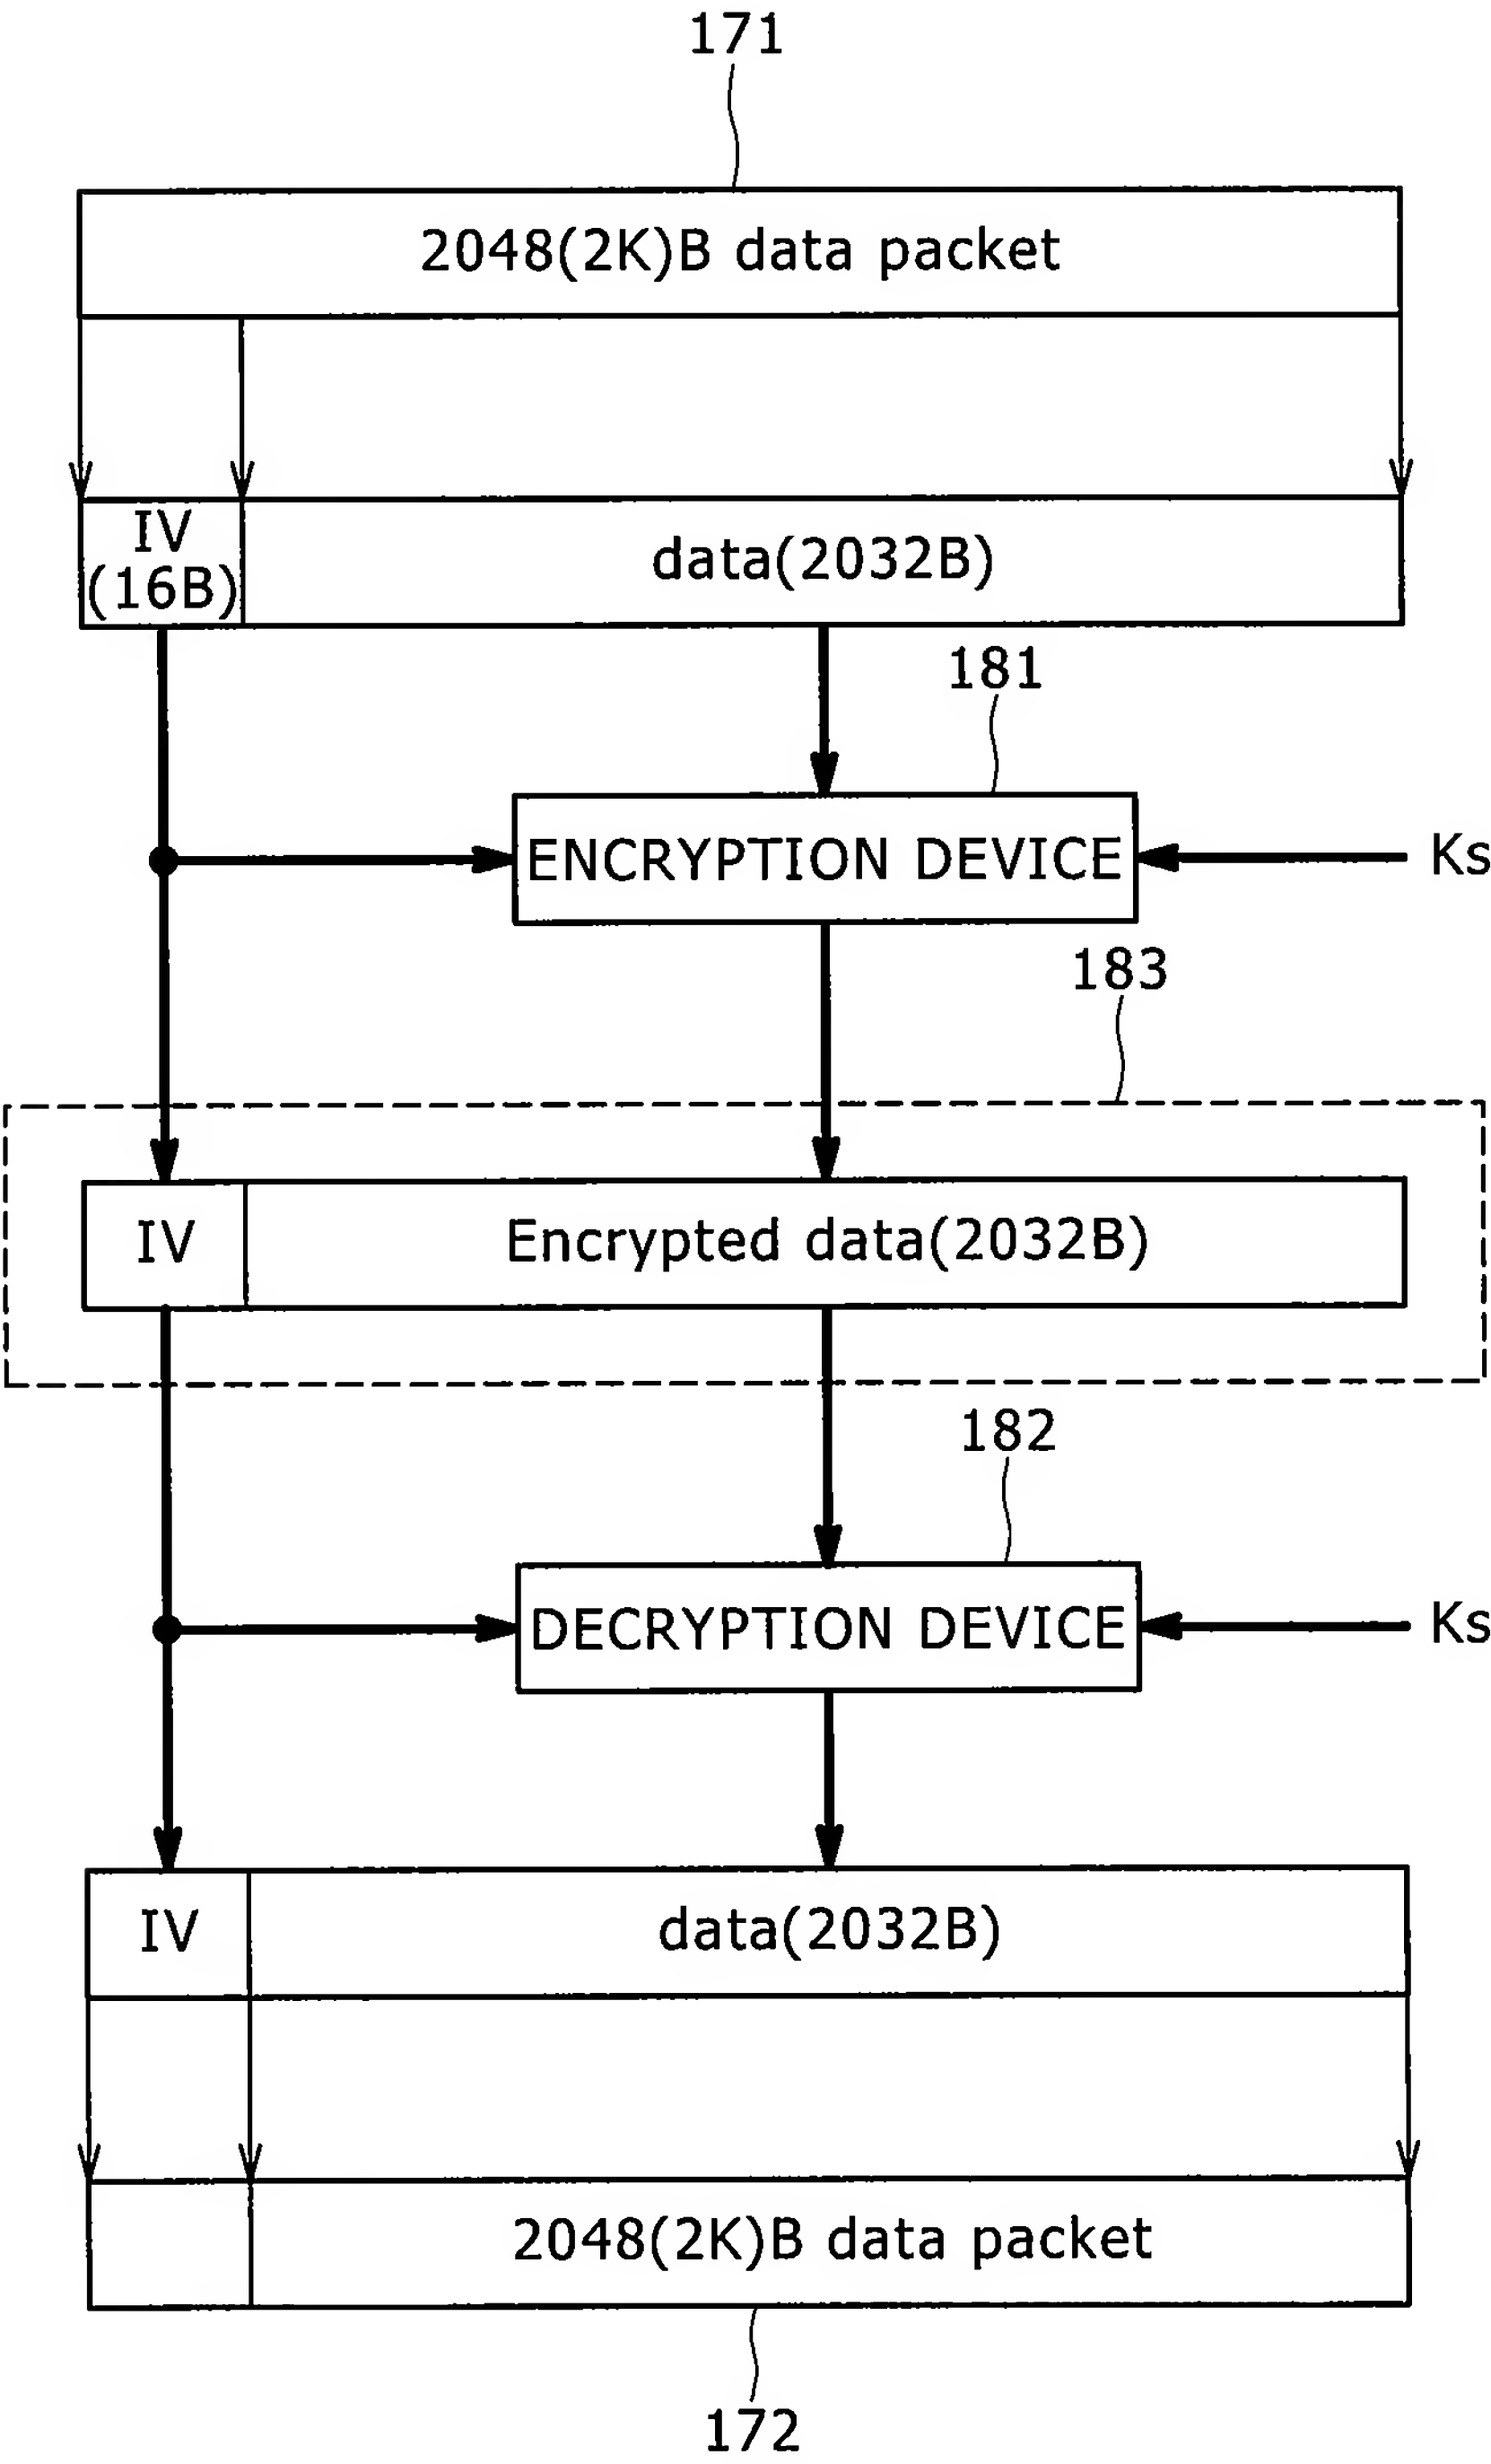 171
2048(2K)B data packet
IV
(16B)
data(2032B)
181
ENCRYPTION DEVICE
Ks
183
IV
Encrypted data(2032B)
182
DECRYPTION DEVICE
Ks
IV
data(2032B)
2048(2K)B data packet
172